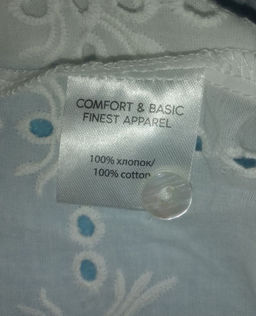 COMFORT & BASIC
FINEST APPAREL
100% хлопок/
100% cotton